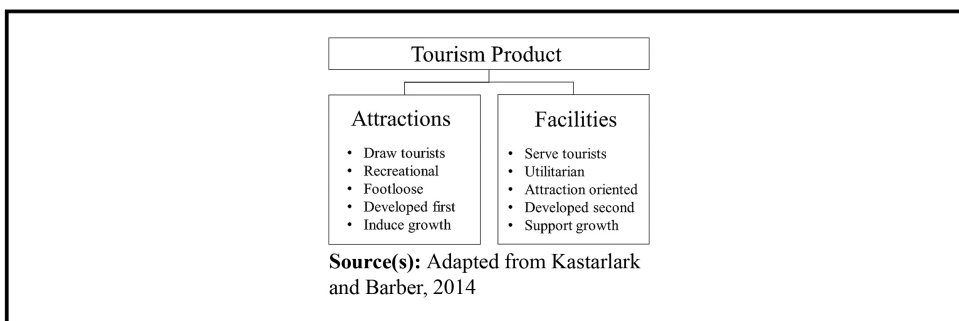 Tourism Product
Attractions
• Draw tourists
• Recreational
• Footloose
• Developed first
• Induce growth
Facilities
• Serve tourists
• Utilitarian
• Attraction oriented
• Developed second
• Support growth
Source(s): Adapted from Kastarlark
and Barber, 2014